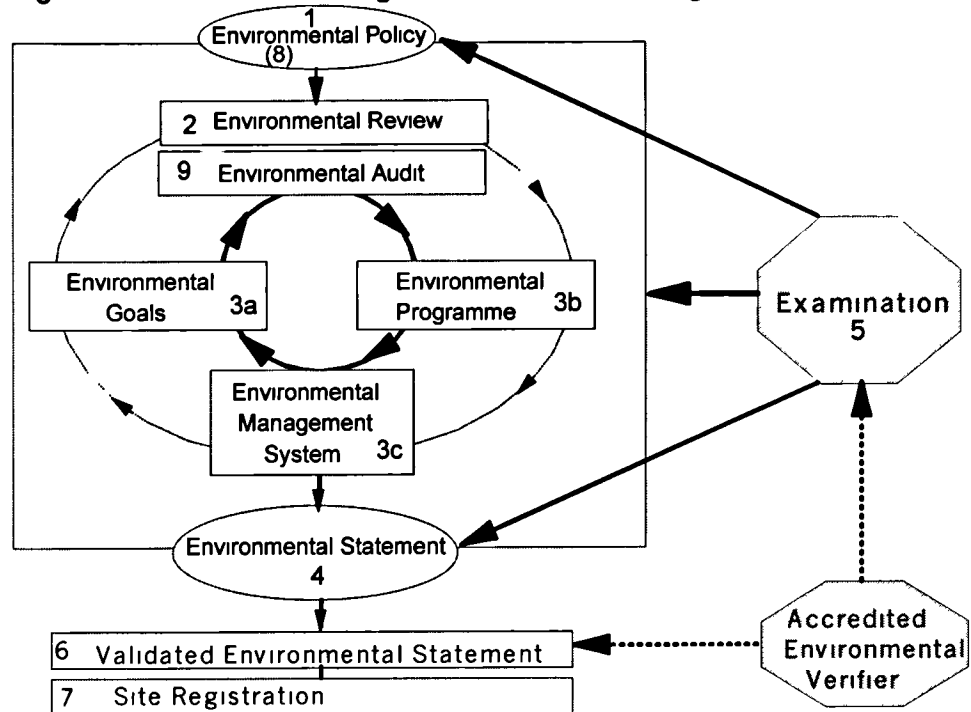 1
Environmental Policy
(8)
2 Environmental Review
9 Environmental Audit
Environmental
Goals 3a
Environmental
Programme 3b
Environmental
Management
System 3c
Examination
5
Environmental Statement
4
Accredited
Environmental
Verifier
6 Validated Environmental Statement
7 Site Registration